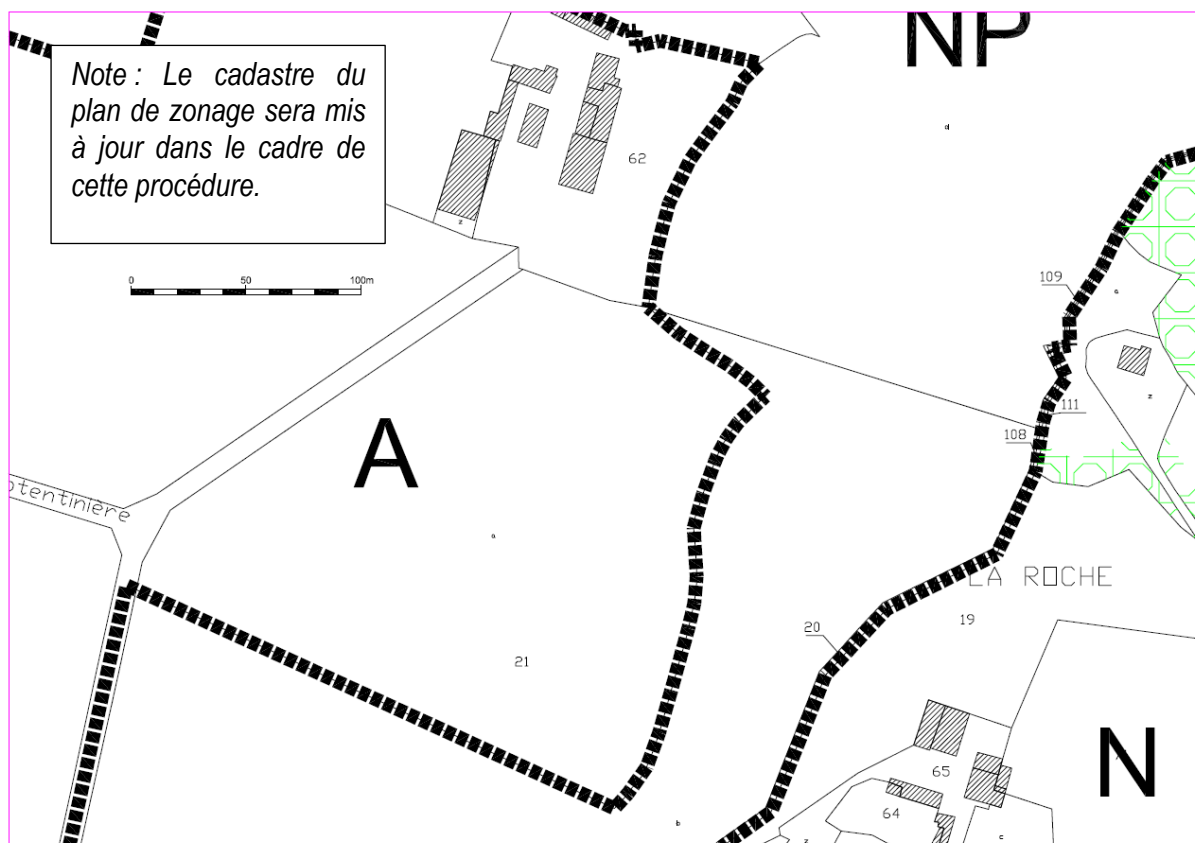 NP
Note : Le cadastre du
plan de zonage sera mis
à jour dans le cadre de
cette procédure.
d
62
z
0 50 100m
109
s
z
111
108
A
otentinière
a
LA ROCHE
19
20
21
N
65
64
b
z
c